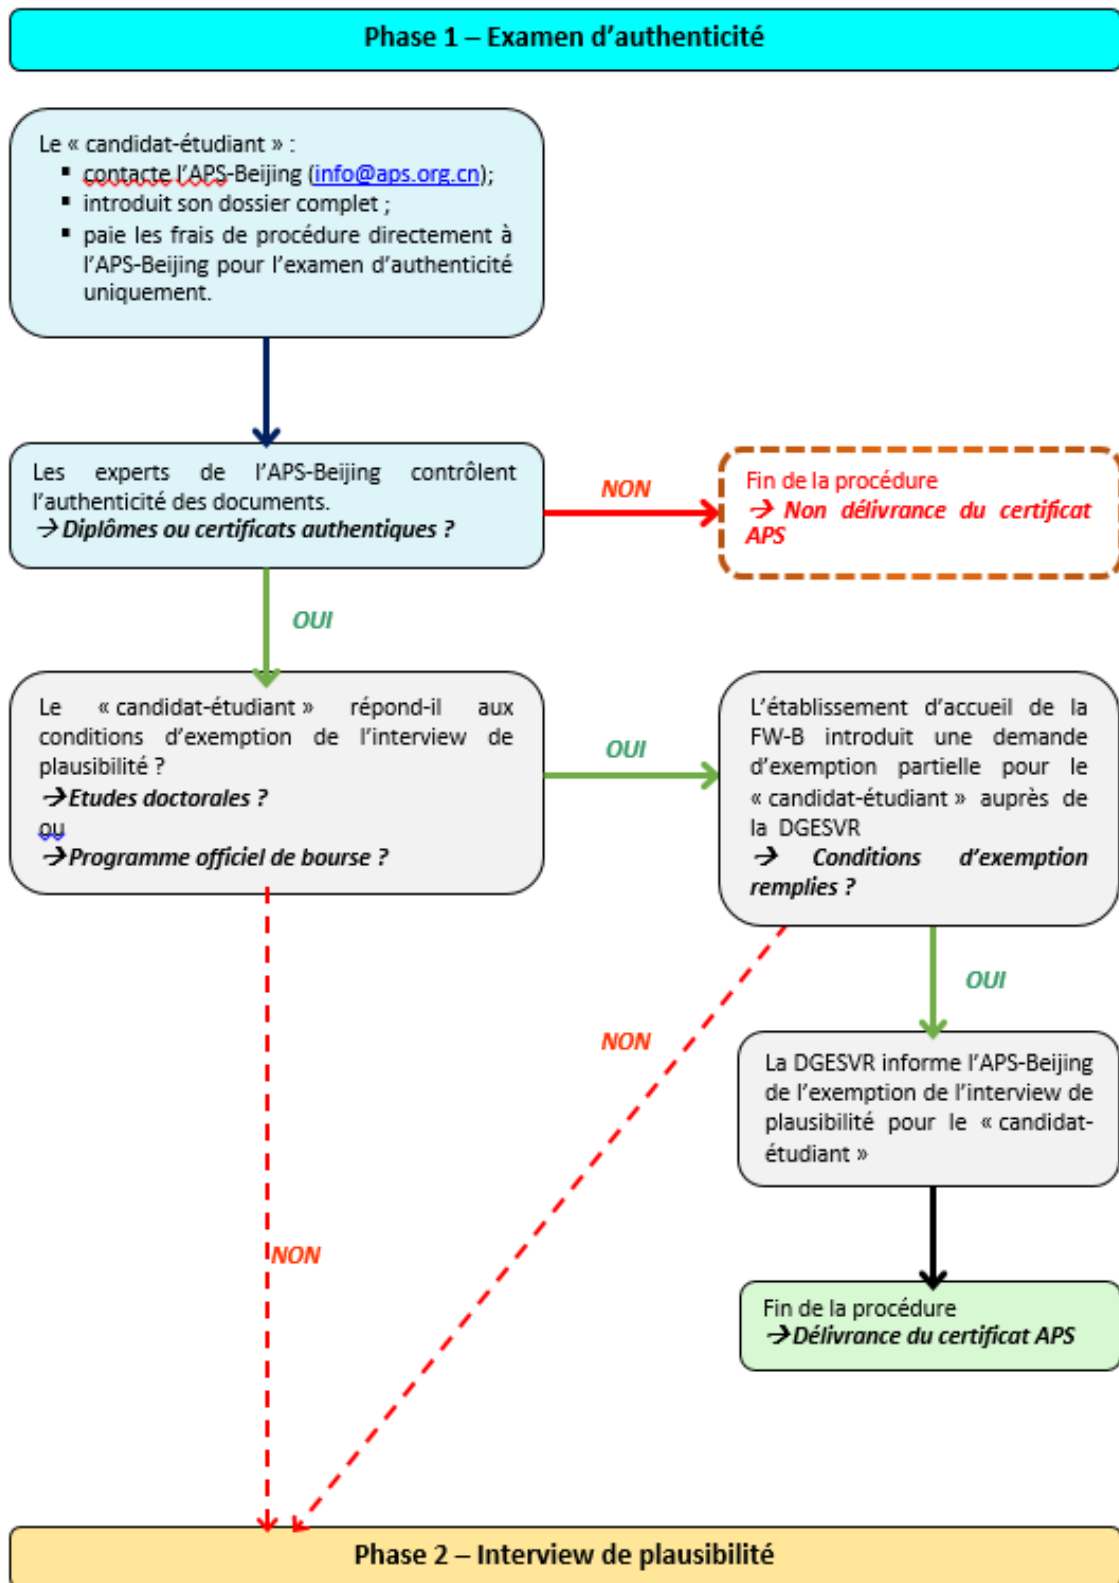 Phase 1 – Examen d'authenticité
Le « candidat-étudiant » :
▪ contacte l'APS-Beijing (info@aps.org.cn);
▪ introduit son dossier complet ;
▪ paie les frais de procédure directement à
l'APS-Beijing pour l'examen d'authenticité
uniquement.
Les experts de l'APS-Beijing contrôlent
l'authenticité des documents.
→ Diplômes ou certificats authentiques ?
NON
Fin de la procédure
→ Non délivrance du certificat
APS
OUI
Le « candidat-étudiant » répond-il aux
conditions d'exemption de l'interview de
plausibilité ?
→ Etudes doctorales ?
ou
→ Programme officiel de bourse ?
OUI
L'établissement d'accueil de la
FW-B introduit une demande
d'exemption partielle pour le
« candidat-étudiant » auprès de
la DGESVR
→ Conditions d'exemption
remplies ?
OUI
NON
La DGESVR informe l'APS-Beijing
de l'exemption de l'interview de
plausibilité pour le « candidat-
étudiant »
NON
Fin de la procédure
→ Délivrance du certificat APS
Phase 2 – Interview de plausibilité